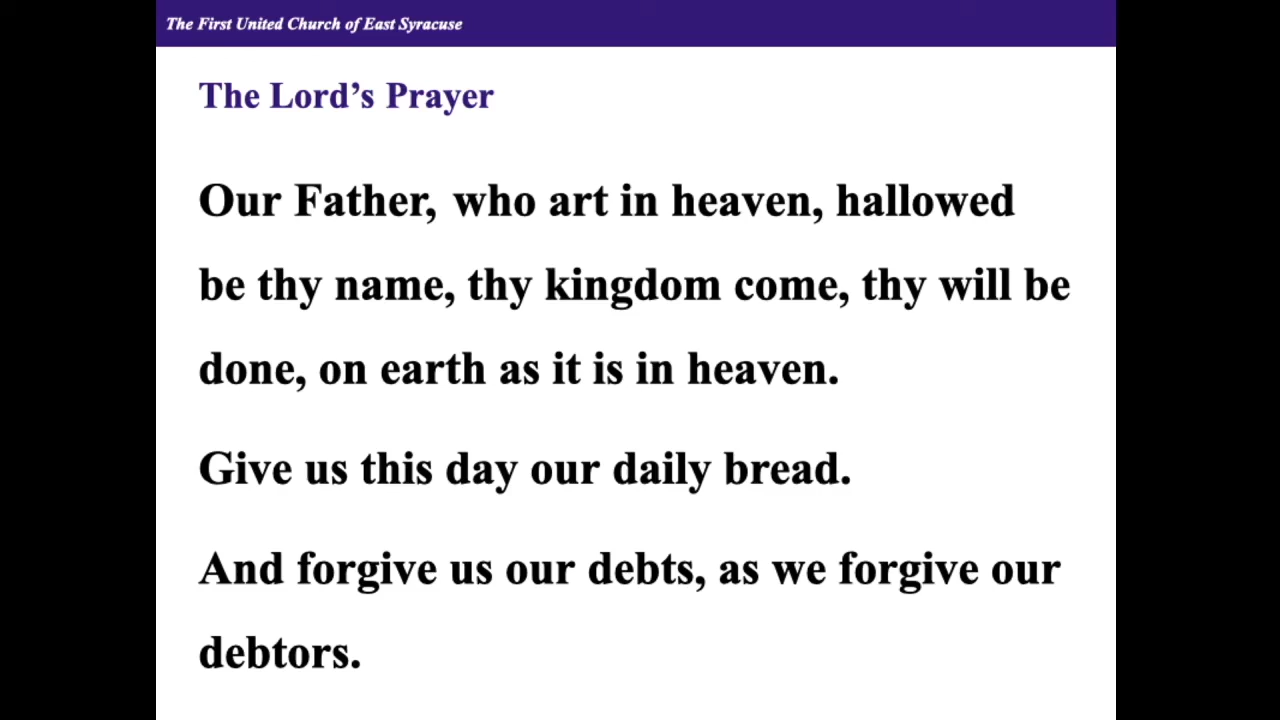 The First United Church of East Syracuse
The Lord’s Prayer
Our Father, who art in heaven, hallowed
be thy name, thy kingdom come, thy will be
done, on earth as it is in heaven.
Give us this day our daily bread.
And forgive us our debts, as we forgive our
debtors.